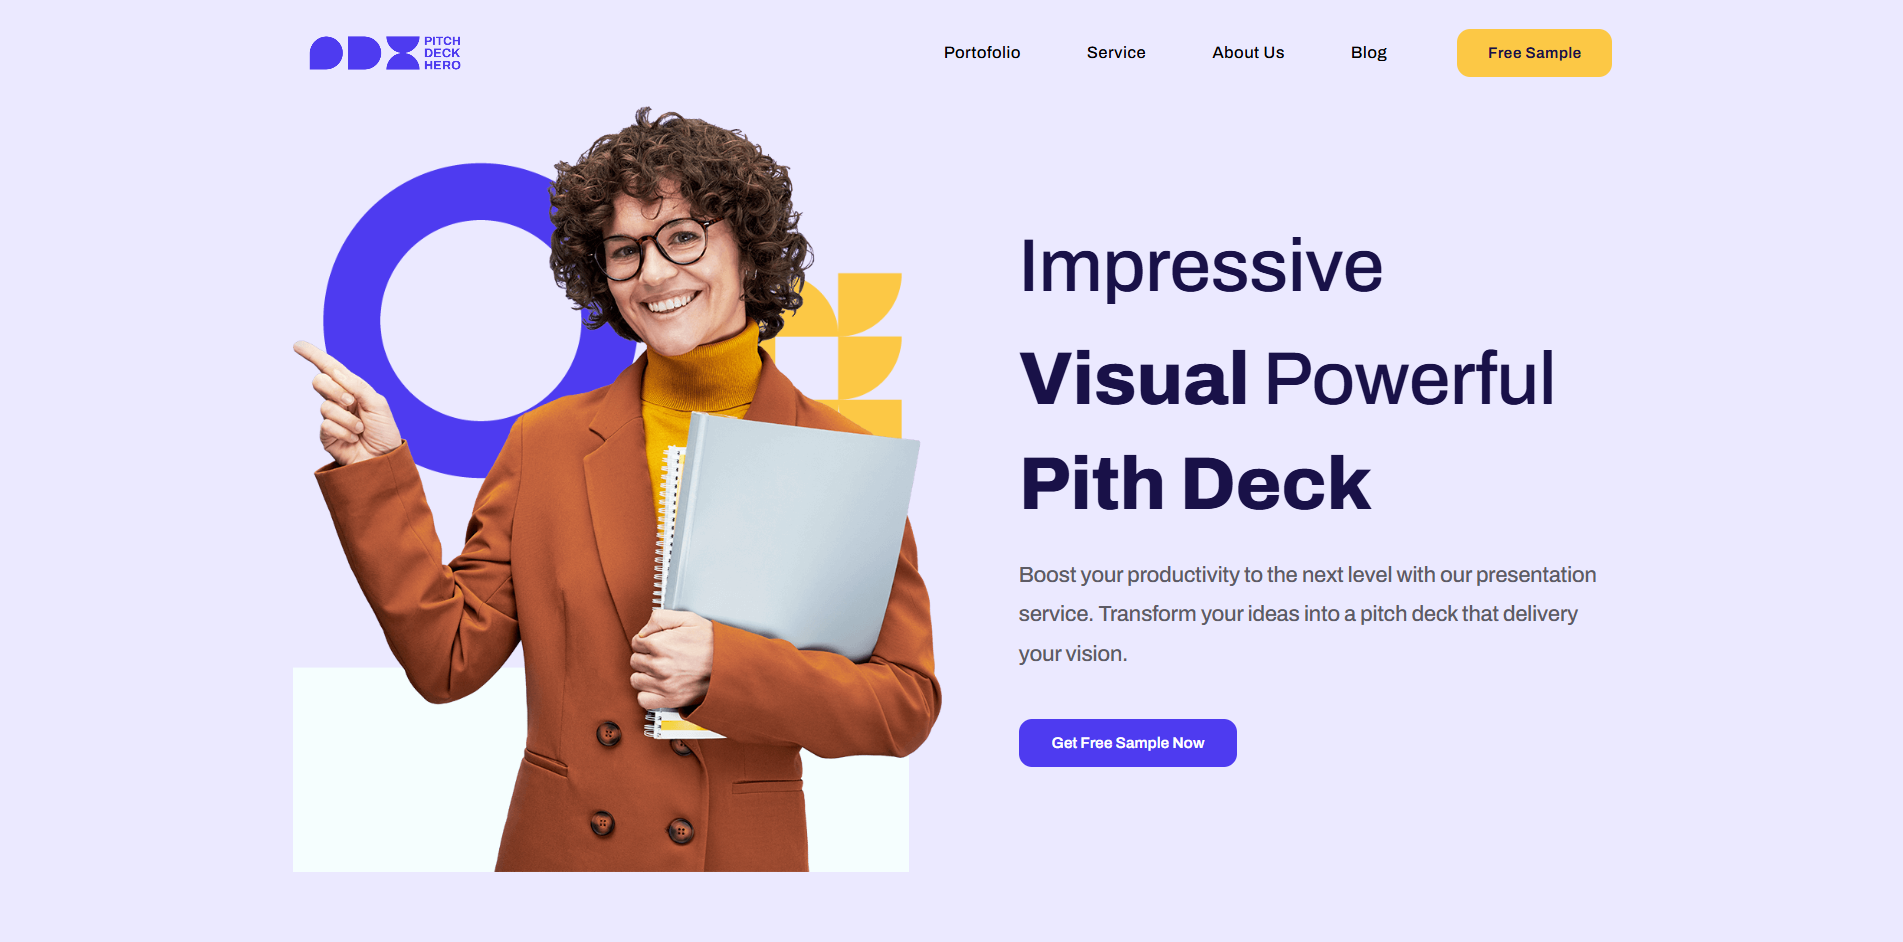 PITCH
DECK
HERO
Portofolio
Service
About Us
Blog
Free Sample
Impressive
Visual Powerful
Pith Deck
Boost your productivity to the next level with our presentation
service. Transform your ideas into a pitch deck that delivery
your vision.
Get Free Sample Now